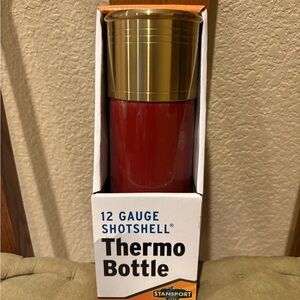 12 GAUGE
SHOTSHELL®
Thermo
Bottle
STANSPORT